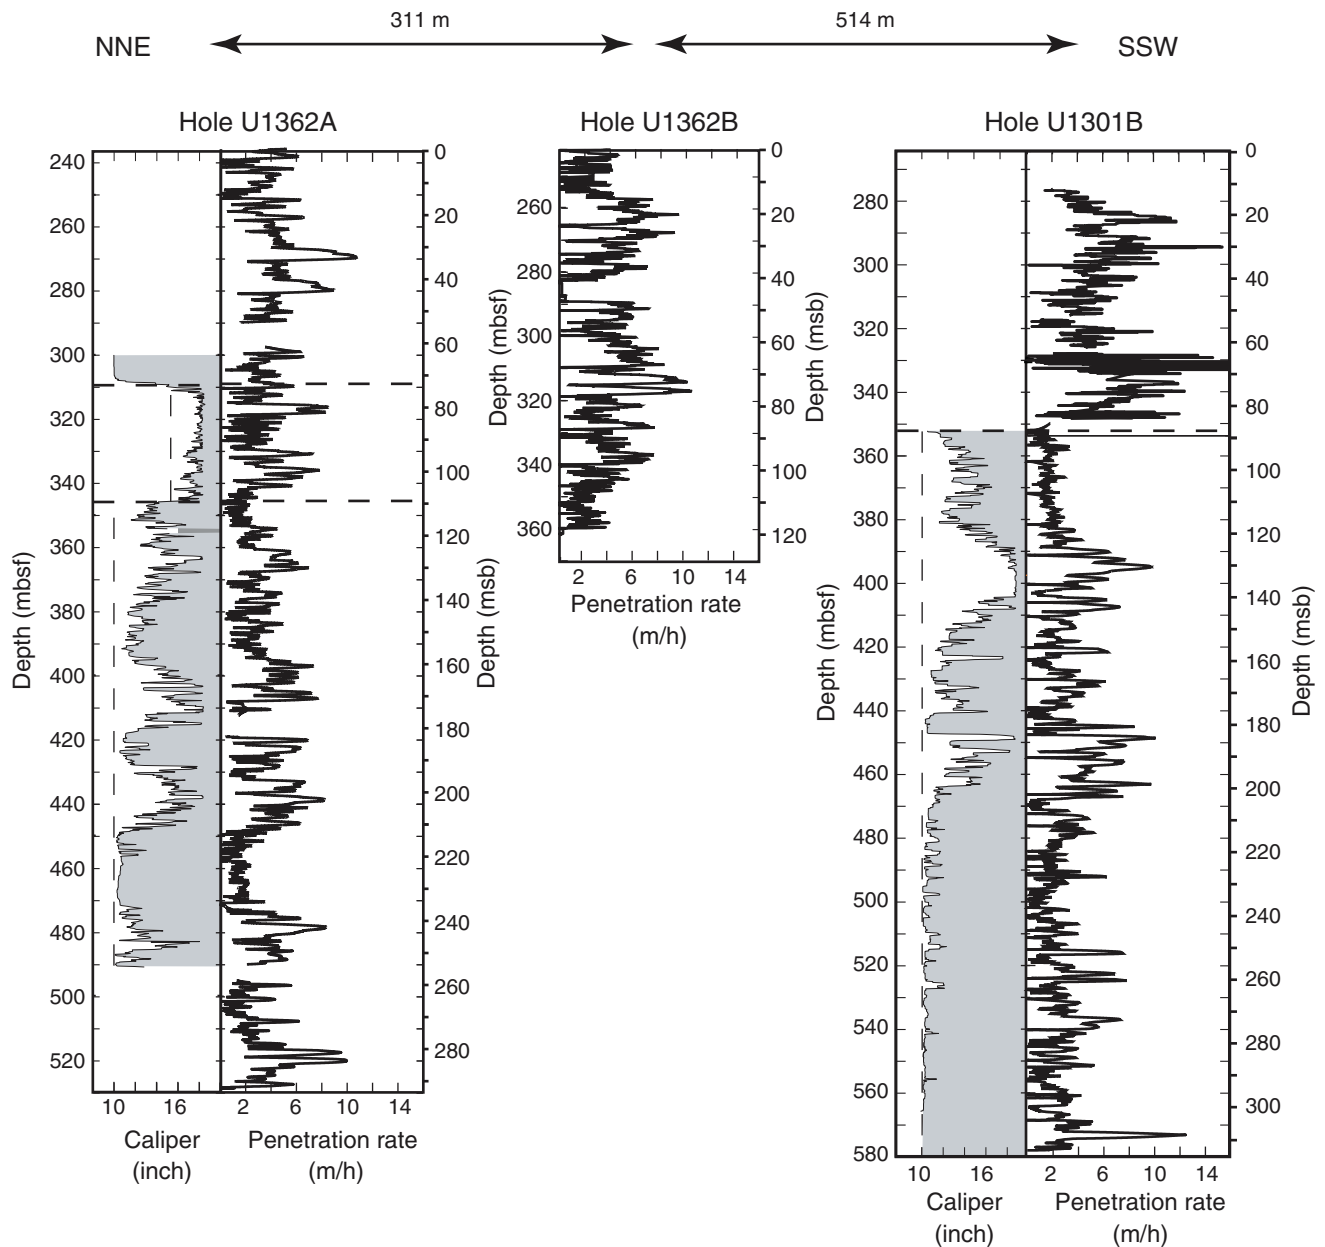 311 m
514 m
NNE
SSW
Hole U1362A
Hole U1362B
Hole U1301B
Depth (mbsf)
240
260
280
300
320
340
360
380
400
420
440
460
480
500
520
0
20
40
60
80
100
120
140
160
180
200
220
240
260
280
Depth (msb)
10 16
2 6 10 14
Caliper
(inch)
Penetration rate
(m/h)
Depth (mbsf)
260
280
300
320
340
360
0
20
40
60
80
100
120
Depth (msb)
2 6 10 14
Penetration rate
(m/h)
Depth (mbsf)
280
300
320
340
360
380
400
420
440
460
480
500
520
540
560
580
0
20
40
60
80
100
120
140
160
180
200
220
240
260
280
300
Depth (msb)
10 16
2 6 10 14
Caliper
(inch)
Penetration rate
(m/h)